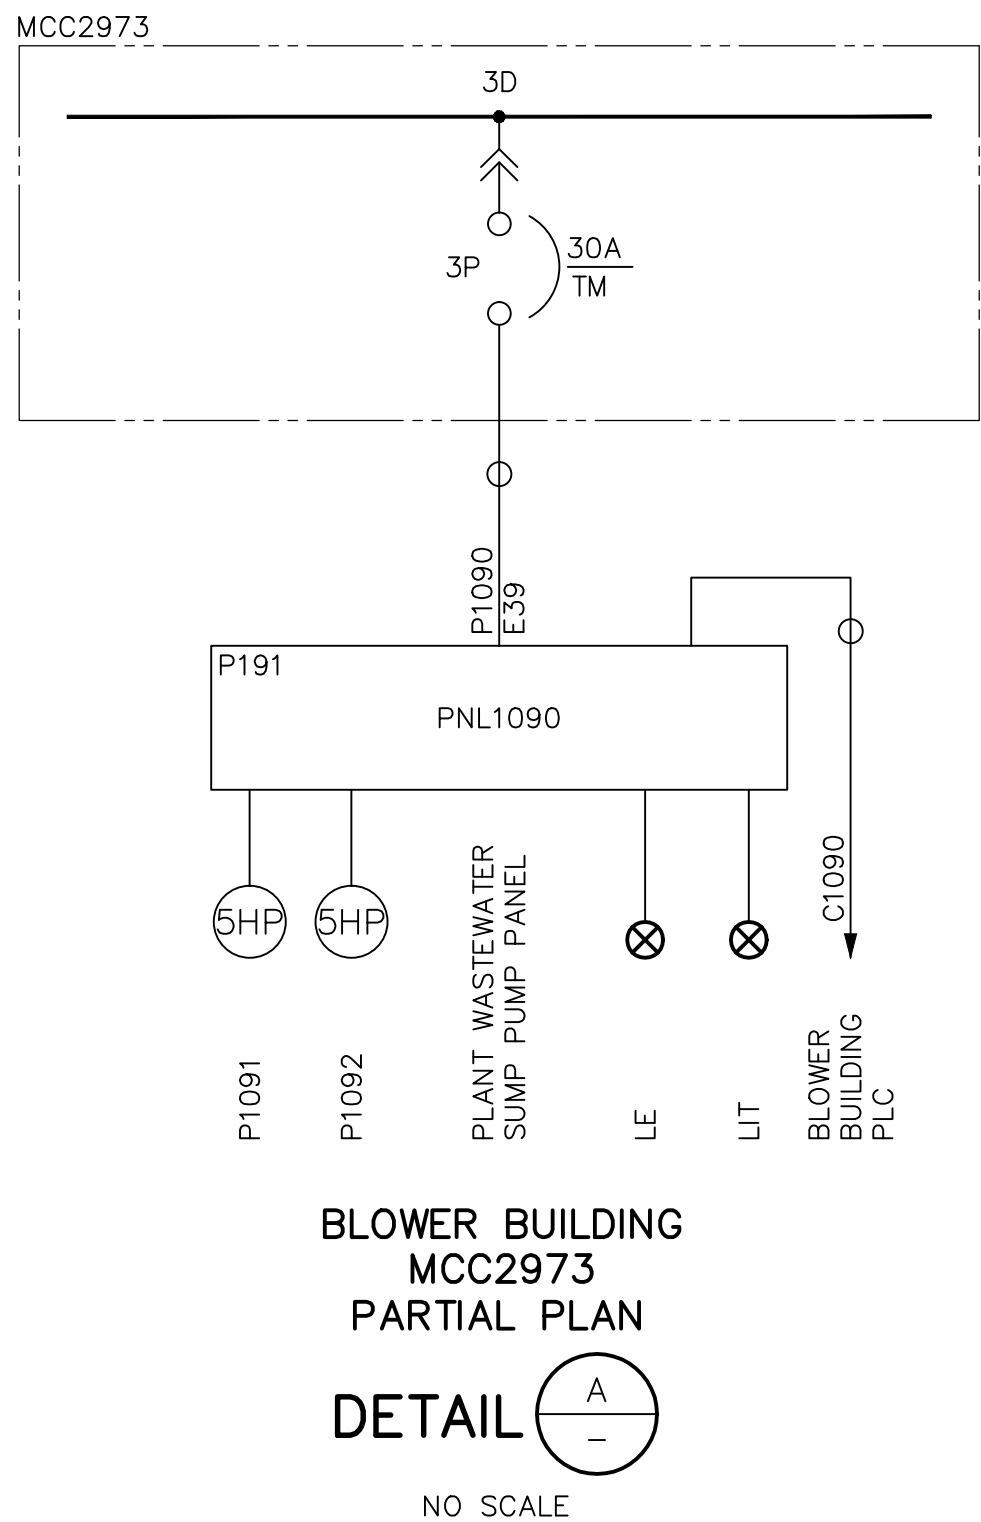 MCC2973
3D
3P
30A
TM
P1090
E39
P191
PNL1090
C1090
5HP
5HP
P1091
P1092
PLANT WASTEWATER
SUMP PUMP PANEL
LE
LIT
BLOWER
BUILDING
PLC
BLOWER BUILDING
MCC2973
PARTIAL PLAN
DETAIL
A
–
NO SCALE